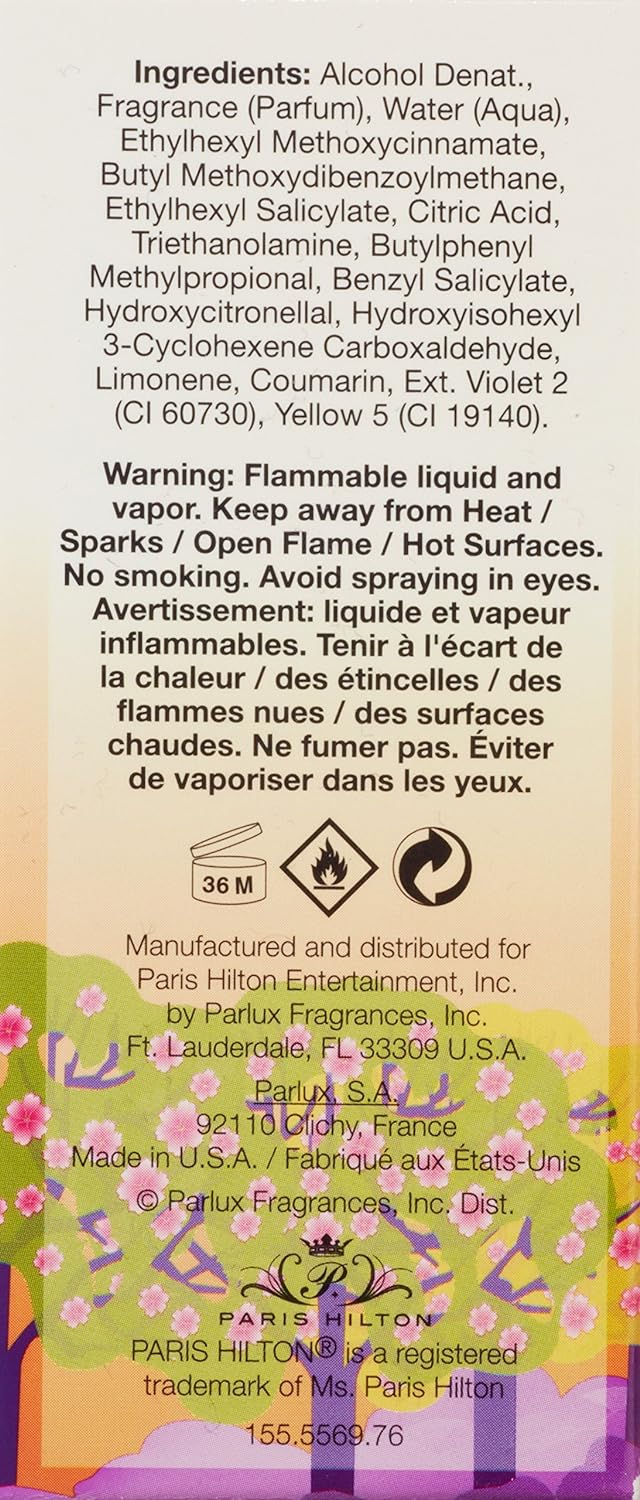 Ingredients: Alcohol Denat.,
Fragrance (Parfum), Water (Aqua),
Ethylhexyl Methoxycinnamate,
Butyl Methoxydibenzoylmethane,
Ethylhexyl Salicylate, Citric Acid,
Triethanolamine, Butylphenyl
Methylpropional, Benzyl Salicylate,
Hydroxycitronellal, Hydroxyisohexyl
3-Cyclohexene Carboxaldehyde,
Limonene, Coumarin, Ext. Violet 2
(CI 60730), Yellow 5 (CI 19140).
Warning: Flammable liquid and
vapor. Keep away from Heat /
Sparks / Open Flame / Hot Surfaces.
No smoking. Avoid spraying in eyes.
Avertissement: liquide et vapeur
inflammables. Tenir à l'écart de
la chaleur / des étincelles / des
flammes nues / des surfaces
chaudes. Ne fumer pas. Éviter
de vaporiser dans les yeux.
36 M
Manufactured and distributed for
Paris Hilton Entertainment, Inc.
by Parlux Fragrances, Inc.
Ft. Lauderdale, FL 33309 U.S.A.
Parlux, S.A.
92110 Clichy, France
Made in U.S.A. / Fabriqué aux États-Unis
© Parlux Fragrances, Inc. Dist.
P.
PARIS HILTON
PARIS HILTON® is a registered
trademark of Ms. Paris Hilton
155.5569.76